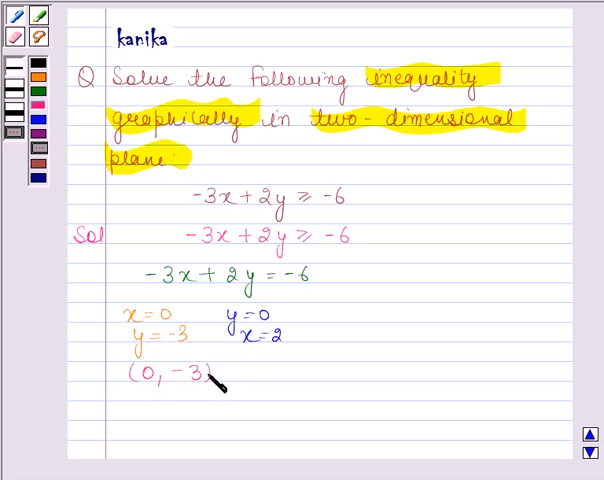 kanika
Q Solve the following inequality
graphically in two-dimensional
plane:
-3x + 2y ≥ -6
Sol -3x + 2y ≥ -6
-3x + 2y = -6
x=0 y=0
y=-3 x=2
(0, -3)